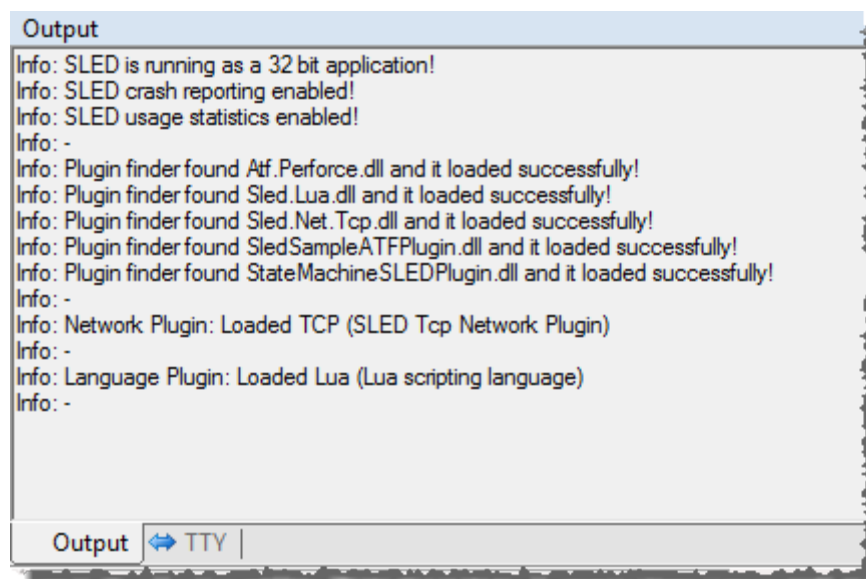 Output
Info: SLED is running as a 32 bit application!
Info: SLED crash reporting enabled!
Info: SLED usage statistics enabled!
Info: -
Info: Plugin finder found Atf.Perforce.dll and it loaded successfully!
Info: Plugin finder found Sled.Lua.dll and it loaded successfully!
Info: Plugin finder found Sled.Net.Tcp.dll and it loaded successfully!
Info: Plugin finder found SledSampleATFPlugin.dll and it loaded successfully!
Info: Plugin finder found StateMachineSLEDPlugin.dll and it loaded successfully!
Info: -
Info: Network Plugin: Loaded TCP (SLED Tcp Network Plugin)
Info: -
Info: Language Plugin: Loaded Lua (Lua scripting language)
Info: -
Output TTY